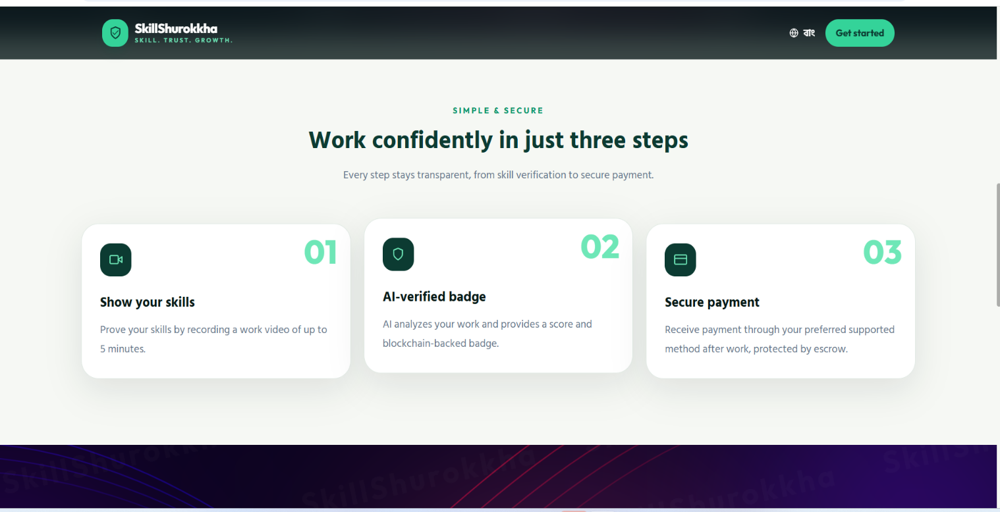 SkillShurokkha
SKILL. TRUST. GROWTH.
বাং
Get started
SIMPLE & SECURE
Work confidently in just three steps
Every step stays transparent, from skill verification to secure payment.
01
Show your skills
Prove your skills by recording a work video of up to
5 minutes.
02
AI-verified badge
AI analyzes your work and provides a score and
blockchain-backed badge.
03
Secure payment
Receive payment through your preferred supported
method after work, protected by escrow.
SkillShurokkha
SkillShurokkha
SkillShurokkha